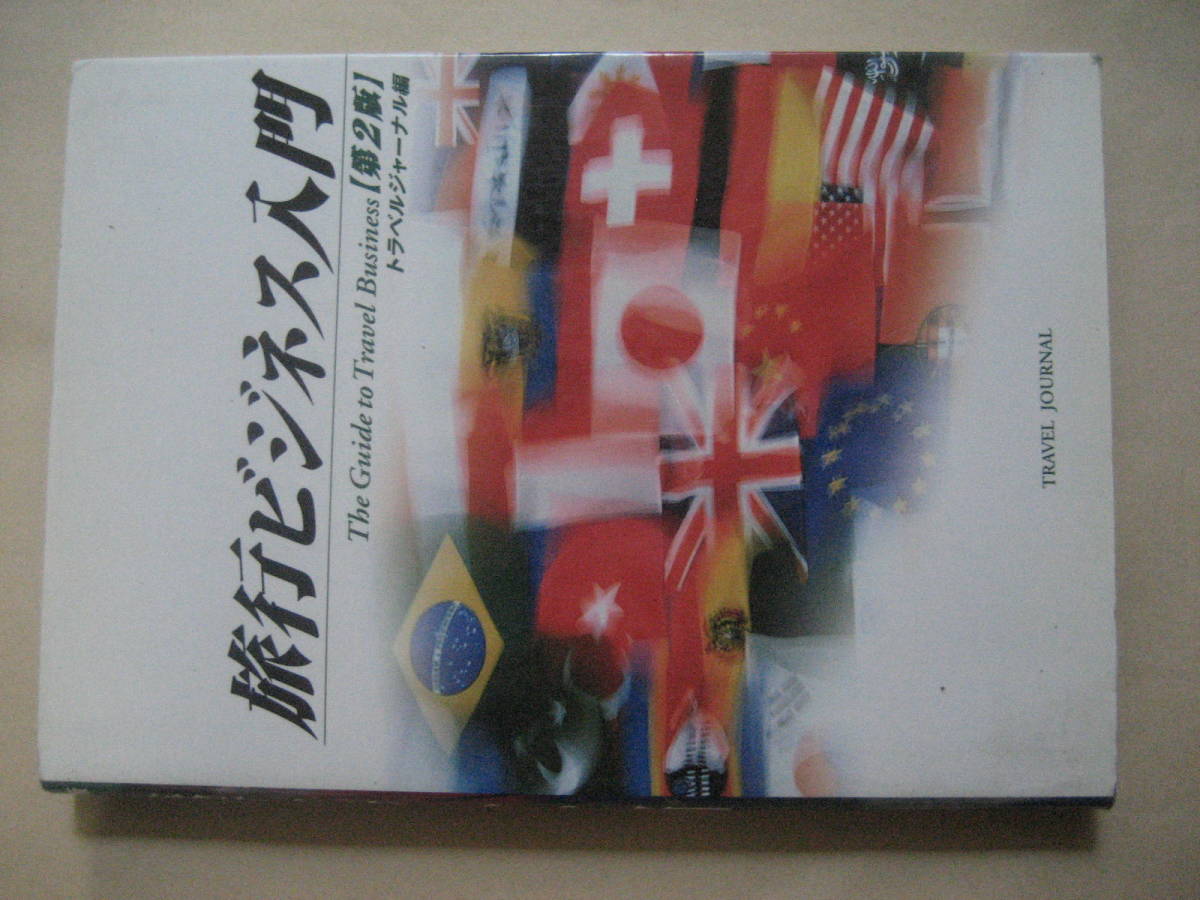 旅行ビジネス入門
The Guide to Travel Business【第2版】
トラベルジャーナル編
TRAVEL JOURNAL